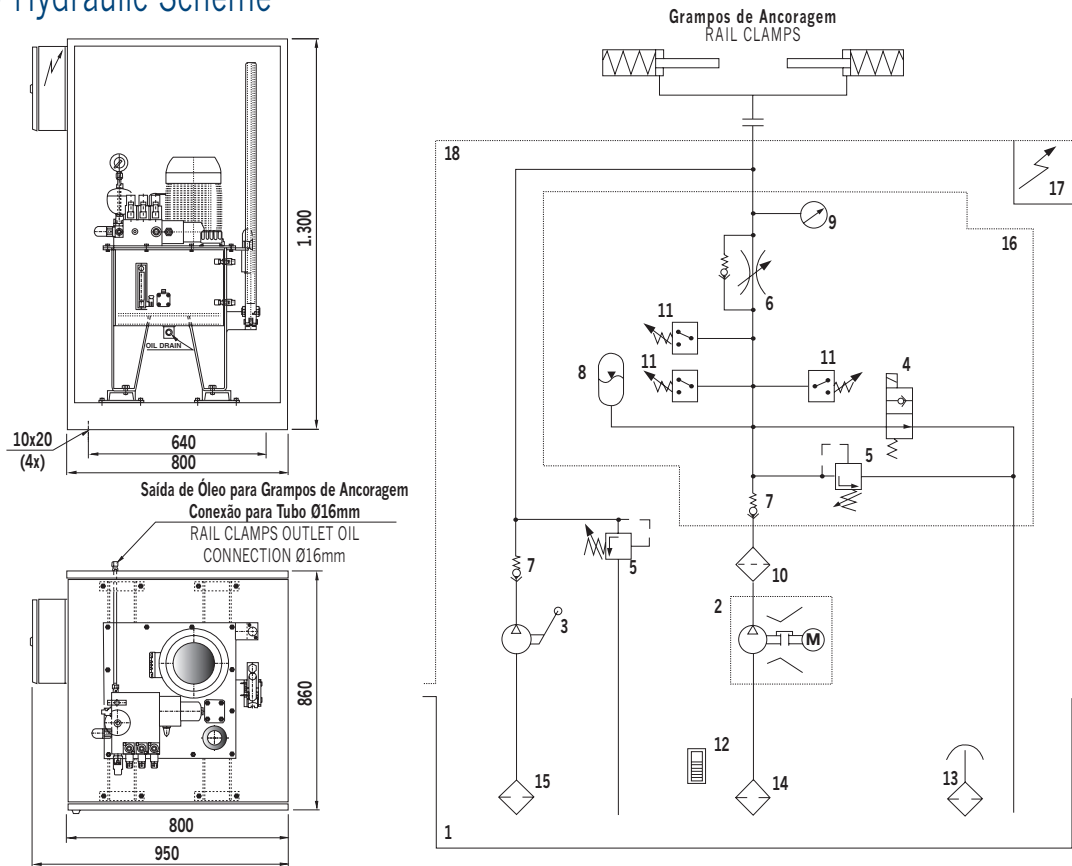 Hydraulic Scheme
1.300
OIL DRAIN
10x20
(4x)
640
800
Saída de Óleo para Grampos de Ancoragem
Conexão para Tubo Ø16mm
RAIL CLAMPS OUTLET OIL
CONNECTION Ø16mm
860
800
950
Grampos de Ancoragem
RAIL CLAMPS
18
17
9
16
6
11
8
11
11
4
5
7
7
5
10
2
3
M
12
15
14
13
1